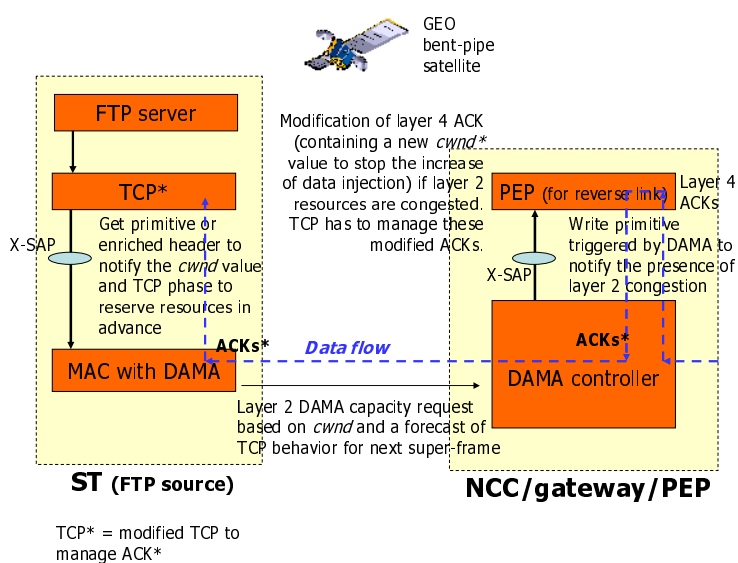 GEO
bent-pipe
satellite
FTP server
TCP*
X-SAP
Get primitive or
enriched header to
notify the cwnd value
and TCP phase to
reserve resources in
advance
MAC with DAMA
ST (FTP source)
TCP* = modified TCP to
manage ACK*
Modification of layer 4 ACK
(containing a new cwnd*
value to stop the increase
of data injection) if layer 2
resources are congested.
TCP has to manage these
modified ACKs.
ACKs*
Data flow
Layer 2 DAMA capacity request
based on cwnd and a forecast of
TCP behavior for next super-frame
PEP (for reverse link)
Layer 4
ACKs
Write primitive
triggered by DAMA to
notify the presence of
layer 2 congestion
X-SAP
ACKs*
DAMA controller
NCC/gateway/PEP